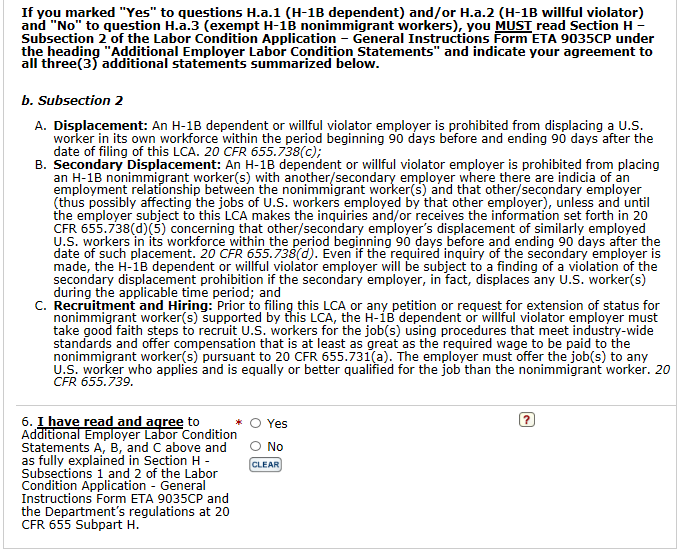 If you marked "Yes" to questions H.a.1 (H-1B dependent) and/or H.a.2 (H-1B willful violator)
and "No" to question H.a.3 (exempt H-1B nonimmigrant workers), you MUST read Section H –
Subsection 2 of the Labor Condition Application – General Instructions Form ETA 9035CP under
the heading "Additional Employer Labor Condition Statements" and indicate your agreement to
all three(3) additional statements summarized below.
b. Subsection 2
A. Displacement: An H-1B dependent or willful violator employer is prohibited from displacing a U.S.
worker in its own workforce within the period beginning 90 days before and ending 90 days after the
date of filing of this LCA. 20 CFR 655.738(c);
B. Secondary Displacement: An H-1B dependent or willful violator employer is prohibited from placing
an H-1B nonimmigrant worker(s) with another/secondary employer where there are indicia of an
employment relationship between the nonimmigrant worker(s) and that other/secondary employer
(thus possibly affecting the jobs of U.S. workers employed by that other employer), unless and until
the employer subject to this LCA makes the inquiries and/or receives the information set forth in 20
CFR 655.738(d)(5) concerning that other/secondary employer's displacement of similarly employed
U.S. workers in its workforce within the period beginning 90 days before and ending 90 days after the
date of such placement. 20 CFR 655.738(d). Even if the required inquiry of the secondary employer is
made, the H-1B dependent or willful violator employer will be subject to a finding of a violation of the
secondary displacement prohibition if the secondary employer, in fact, displaces any U.S. worker(s)
during the applicable time period; and
C. Recruitment and Hiring: Prior to filing this LCA or any petition or request for extension of status for
nonimmigrant worker(s) supported by this LCA, the H-1B dependent or willful violator employer must
take good faith steps to recruit U.S. workers for the job(s) using procedures that meet industry-wide
standards and offer compensation that is at least as great as the required wage to be paid to the
nonimmigrant worker(s) pursuant to 20 CFR 655.731(a). The employer must offer the job(s) to any
U.S. worker who applies and is equally or better qualified for the job than the nonimmigrant worker. 20
CFR 655.739.
6. I have read and agree to * Yes ?
Additional Employer Labor Condition
Statements A, B, and C above and No
as fully explained in Section H - CLEAR
Subsections 1 and 2 of the Labor
Condition Application - General
Instructions Form ETA 9035CP and
the Department's regulations at 20
CFR 655 Subpart H.